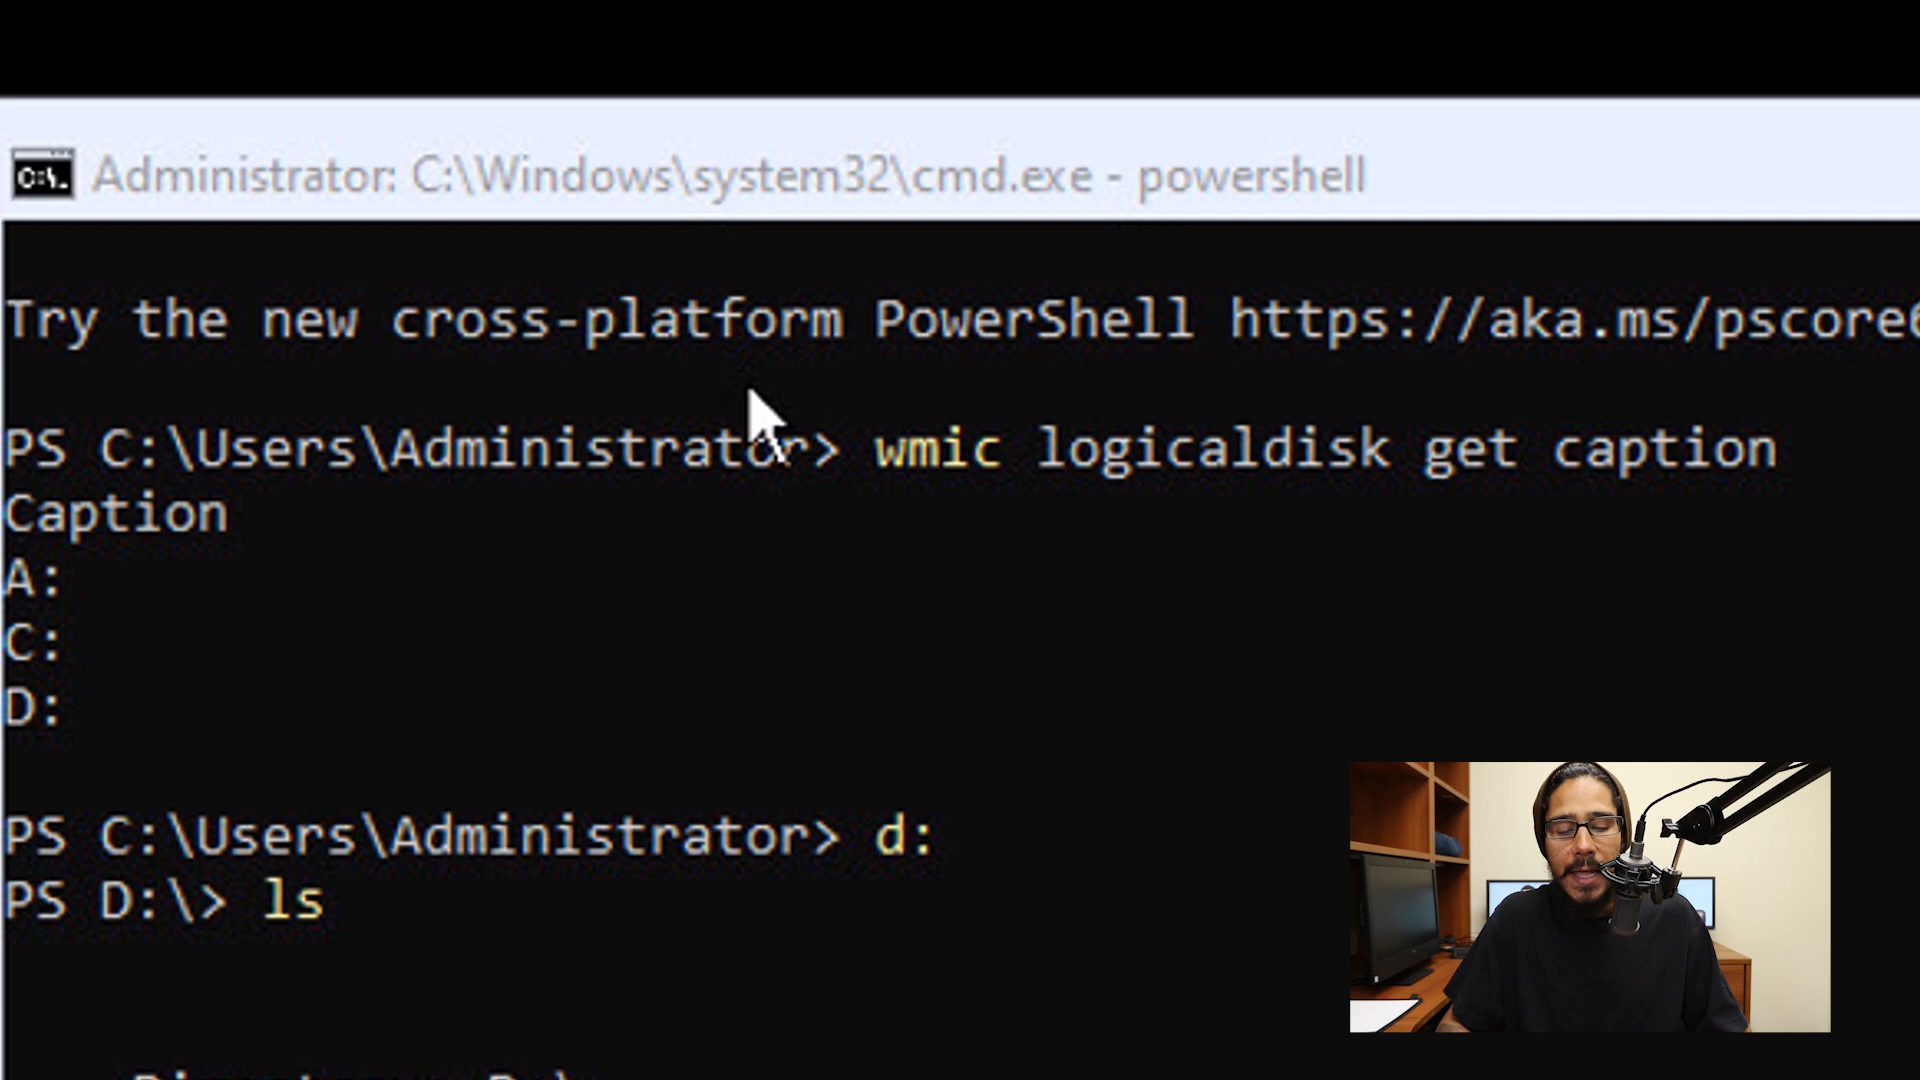 C:\.
Administrator: C:\Windows\system32\cmd.exe - powershell
Try the new cross-platform PowerShell https://aka.ms/pscore6
PS C:\Users\Administrator> wmic logicaldisk get caption
Caption
A:
C:
D:
PS C:\Users\Administrator> d:
PS D:\> ls